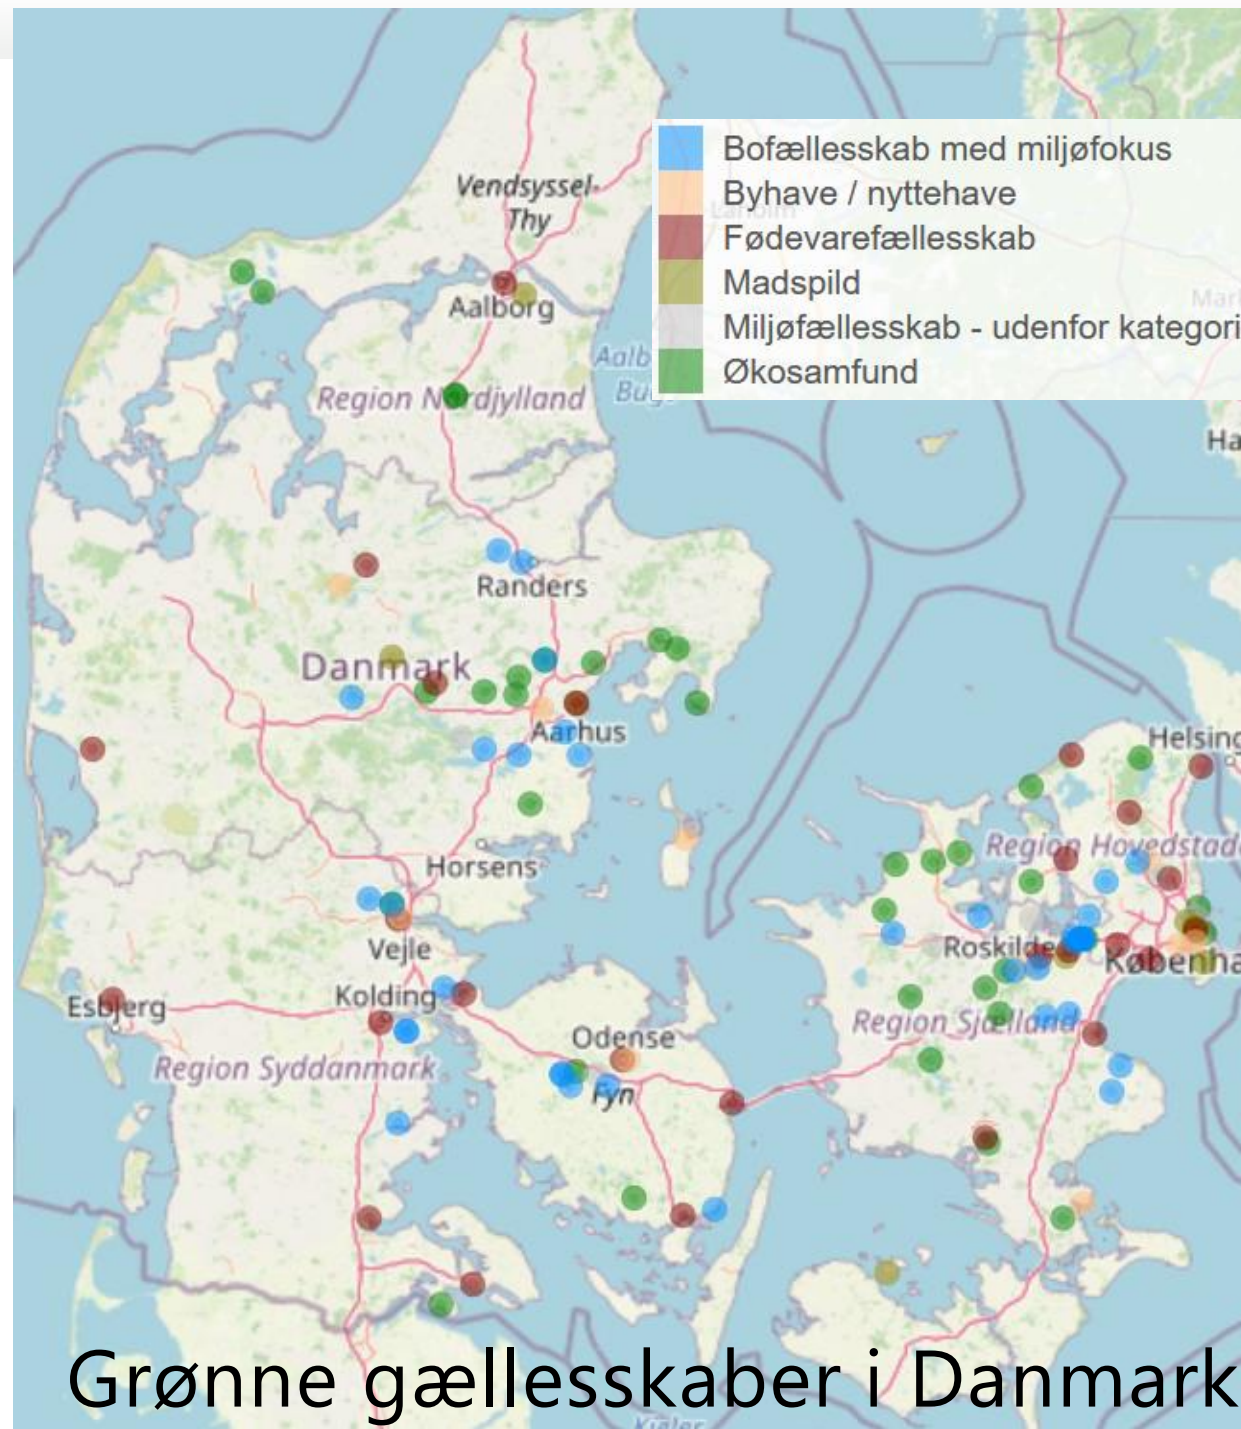 Vendsyssel-
Thy
Bofællesskab med miljøfokus
Byhave / nyttehave
Fødevarefællesskab
Madspild
Miljøfællesskab - udenfor kategori
Økosamfund
Aalborg
Region Nordjylland
Randers
Danmark
Aarhus
Helsing
Region Hovedstade
Horsens
Vejle
Roskilde
Københa
Kolding
Esbjerg
Region Sjælland
Odense
Region Syddanmark
Fyn
Grønne gællesskaber i Danmark